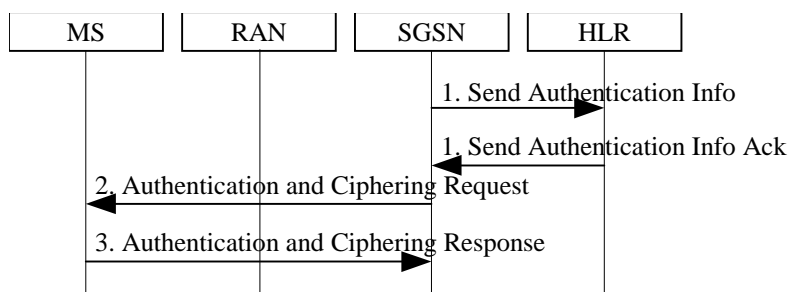 MS
RAN
SGSN
HLR
1. Send Authentication Info
1. Send Authentication Info Ack
2. Authentication and Ciphering Request
3. Authentication and Ciphering Response